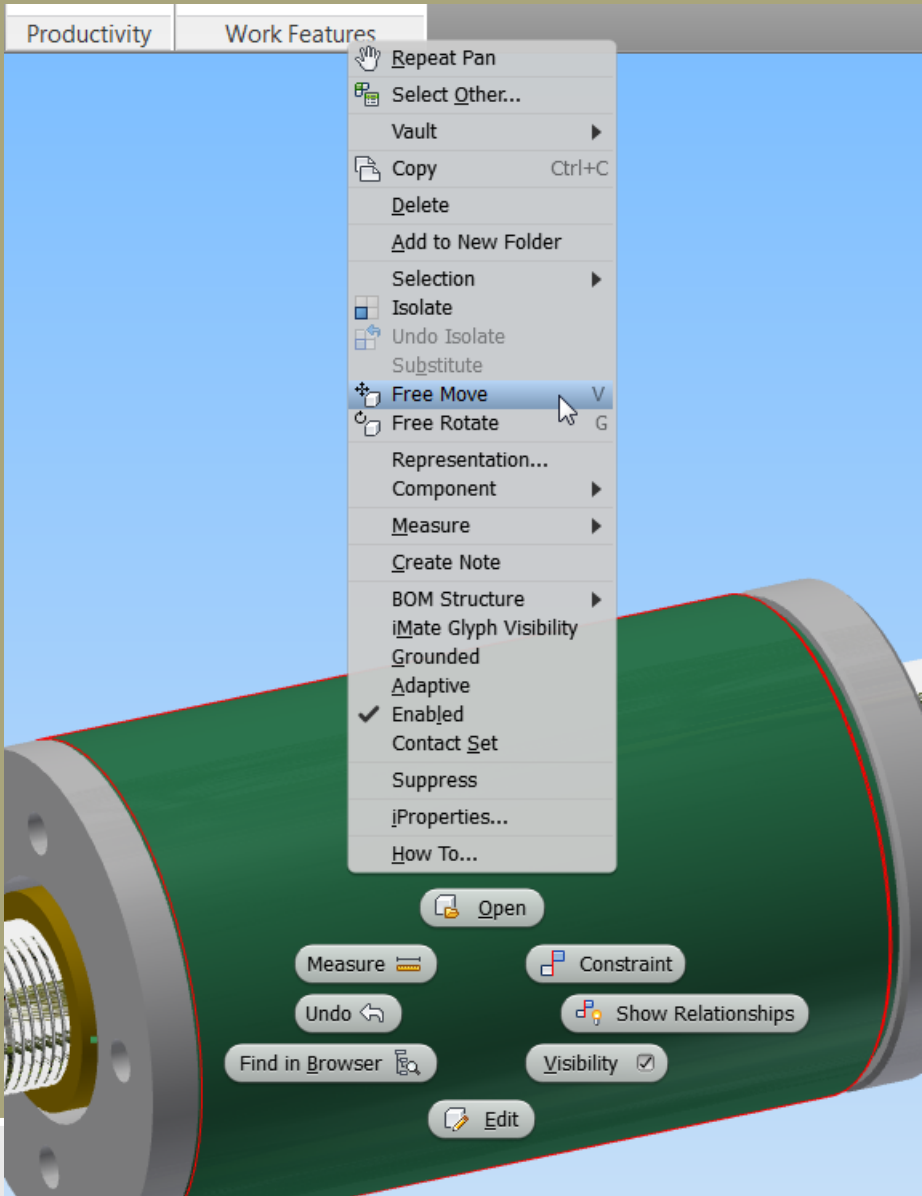 Productivity
Work Features
Repeat Pan
Select Other...
Vault
Copy Ctrl+C
Delete
Add to New Folder
Selection
Isolate
Undo Isolate
Substitute
Free Move V
Free Rotate G
Representation...
Component
Measure
Create Note
BOM Structure
iMate Glyph Visibility
Grounded
Adaptive
Enabled
Contact Set
Suppress
iProperties...
How To...
Open
Measure
Constraint
Undo
Show Relationships
Find in Browser
Visibility
Edit